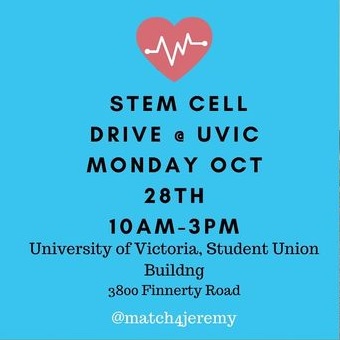 STEM CELL
DRIVE @ UVIC
MONDAY OCT
28TH
10AM-3PM
University of Victoria, Student Union
Buildng
3800 Finnerty Road
@match4jeremy